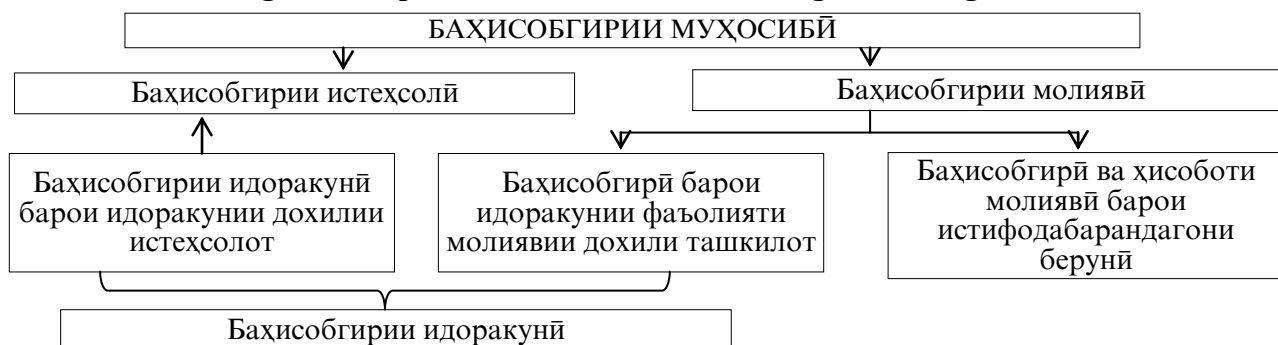 БАҲИСОБГИРИИ МУҲОСИБӢ
Баҳисобгирии истеҳсолӣ
Баҳисобгирии молиявӣ
Баҳисобгирии идоракунӣ
барои идоракунии дохилии
истеҳсолот
Баҳисобгирӣ барои
идоракунии фаъолияти
молиявии дохили ташкилот
Баҳисобгирӣ ва ҳисоботи
молиявӣ барои
истифодабарандагони
берунӣ
Баҳисобгирии идоракунӣ